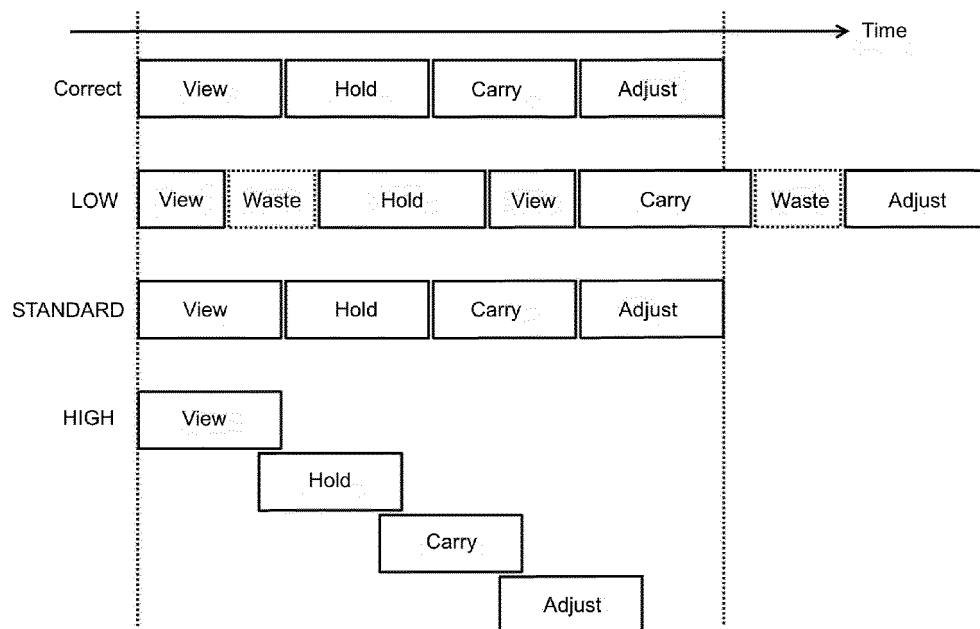 Time
Correct View Hold Carry Adjust
LOW View Waste Hold View Carry Waste Adjust
STANDARD View Hold Carry Adjust
HIGH View
Hold
Carry
Adjust